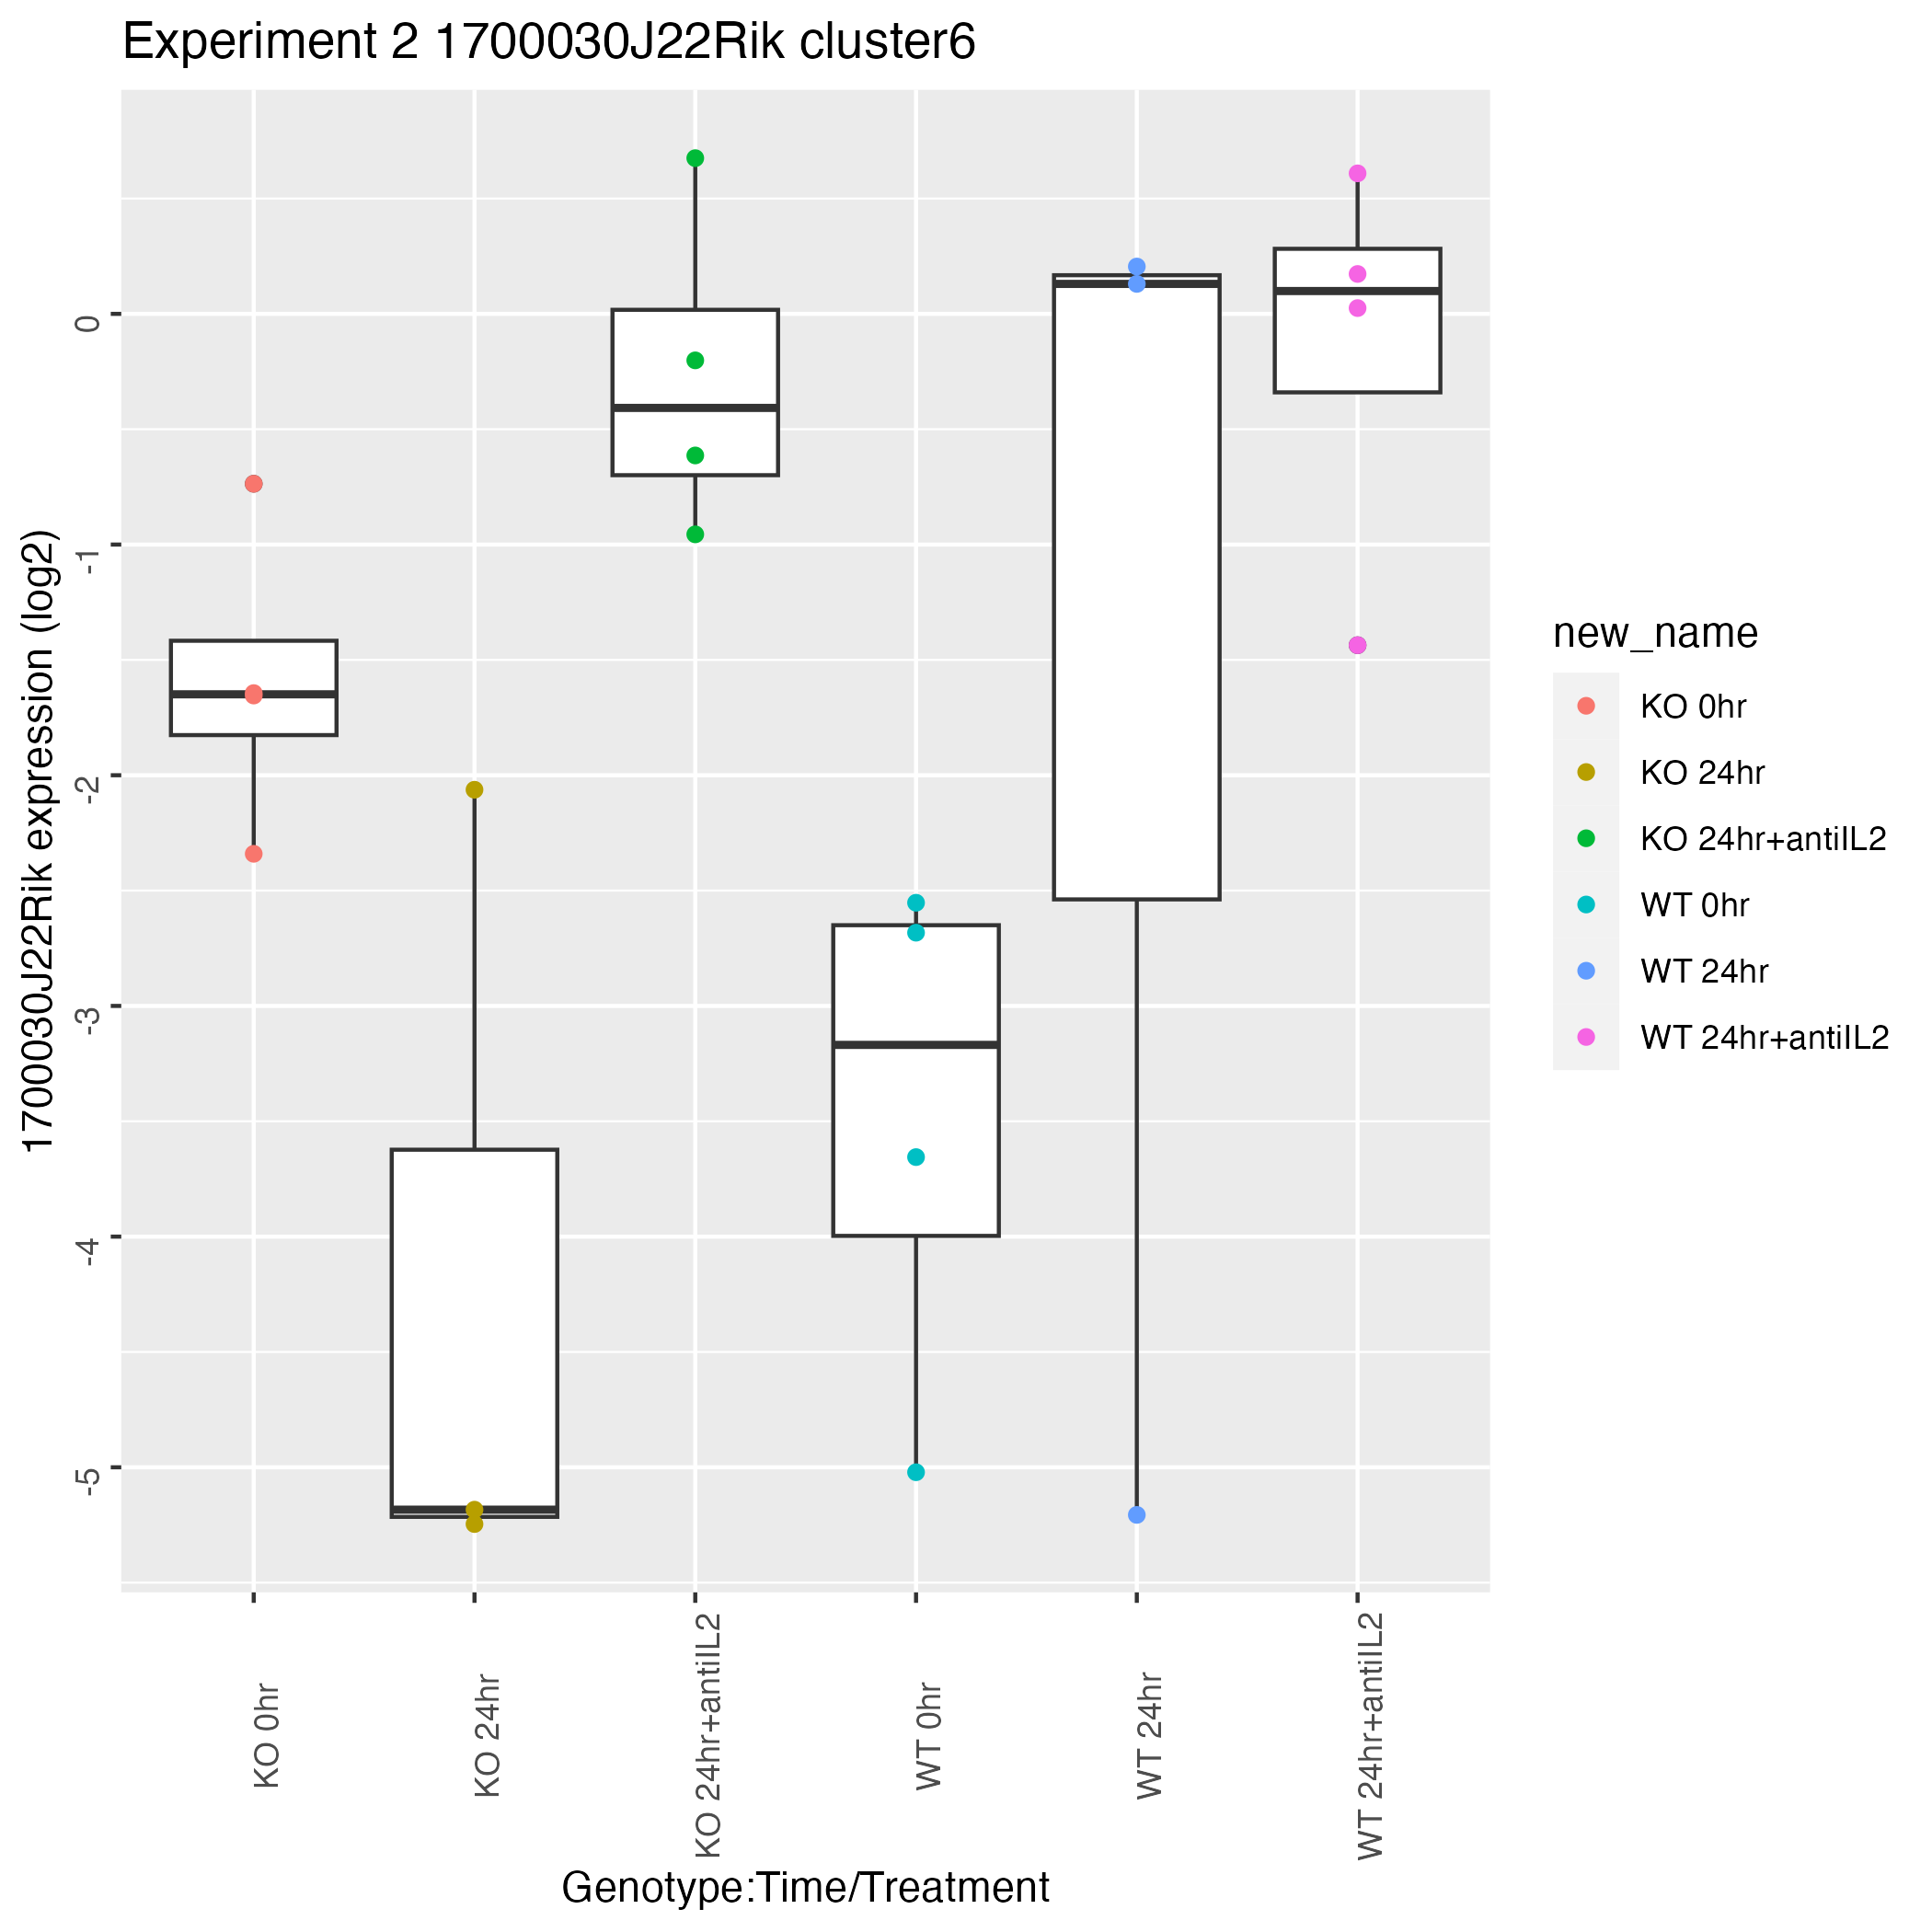 Experiment 2 1700030J22Rik cluster6
1700030J22Rik expression (log2)
0
-1
-2
-3
-4
-5
KO 0hr
KO 24hr
KO 24hr+antiIL2
WT 0hr
WT 24hr
WT 24hr+antiIL2
Genotype:Time/Treatment
new_name
KO 0hr
KO 24hr
KO 24hr+antiIL2
WT 0hr
WT 24hr
WT 24hr+antiIL2